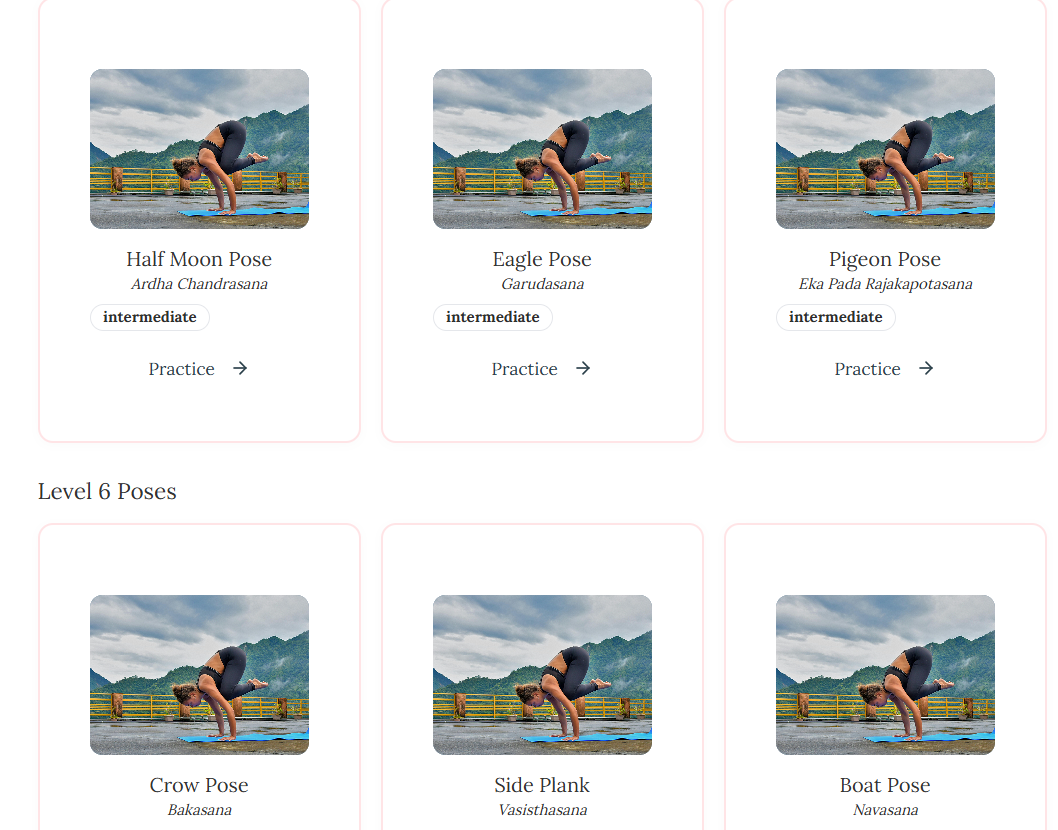 Half Moon Pose
Ardha Chandrasana
intermediate
Practice →
Eagle Pose
Garudasana
intermediate
Practice →
Pigeon Pose
Eka Pada Rajakapotasana
intermediate
Practice →
Level 6 Poses
Crow Pose
Bakasana
Side Plank
Vasisthasana
Boat Pose
Navasana